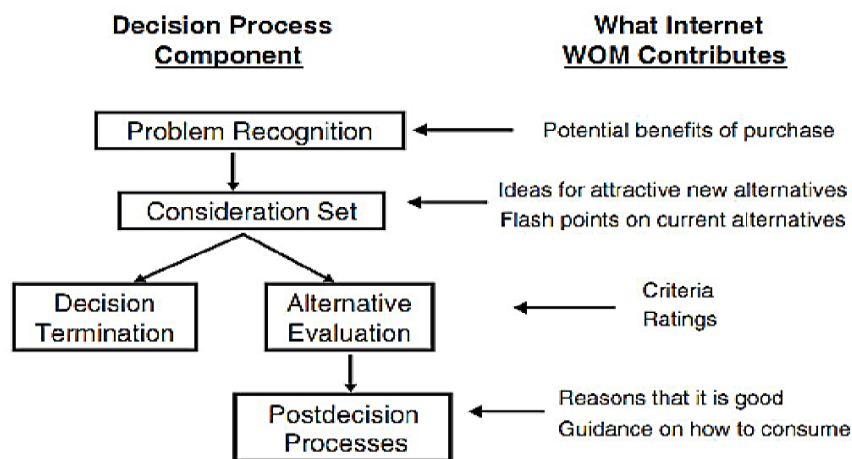 Decision Process
Component
What Internet
WOM Contributes
Problem Recognition
Potential benefits of purchase
Consideration Set
Ideas for attractive new alternatives
Flash points on current alternatives
Decision
Termination
Alternative
Evaluation
Criteria
Ratings
Postdecision
Processes
Reasons that it is good
Guidance on how to consume